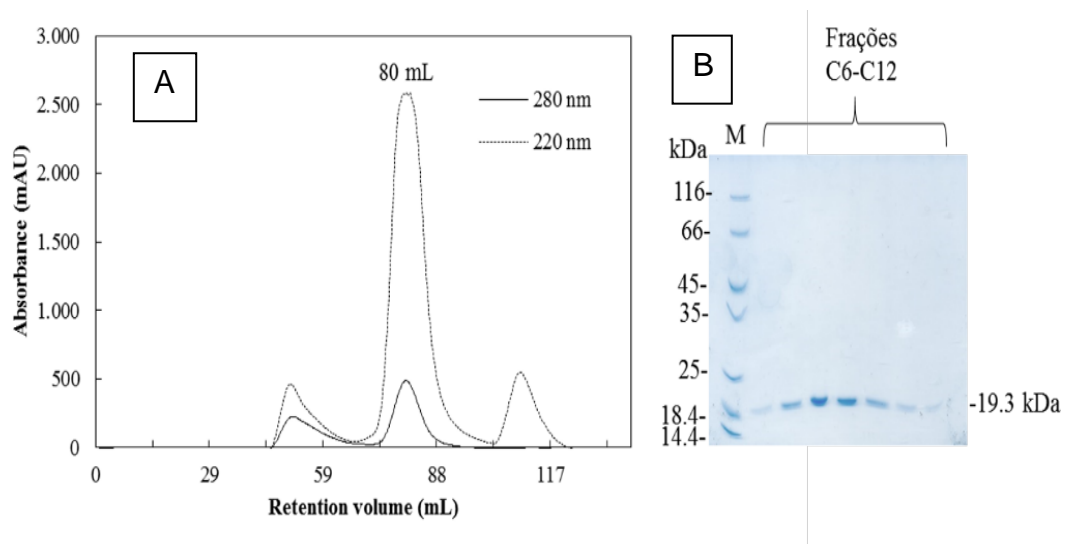 A
80 mL
280 nm
220 nm
Absorbance (mAU)
3.000
2.500
2.000
1.500
1.000
500
0
0 29 59 88 117
Retention volume (mL)
B
Frações
C6-C12
M
kDa
116-
66-
45-
35-
25-
18.4-
14.4-
-19.3 kDa